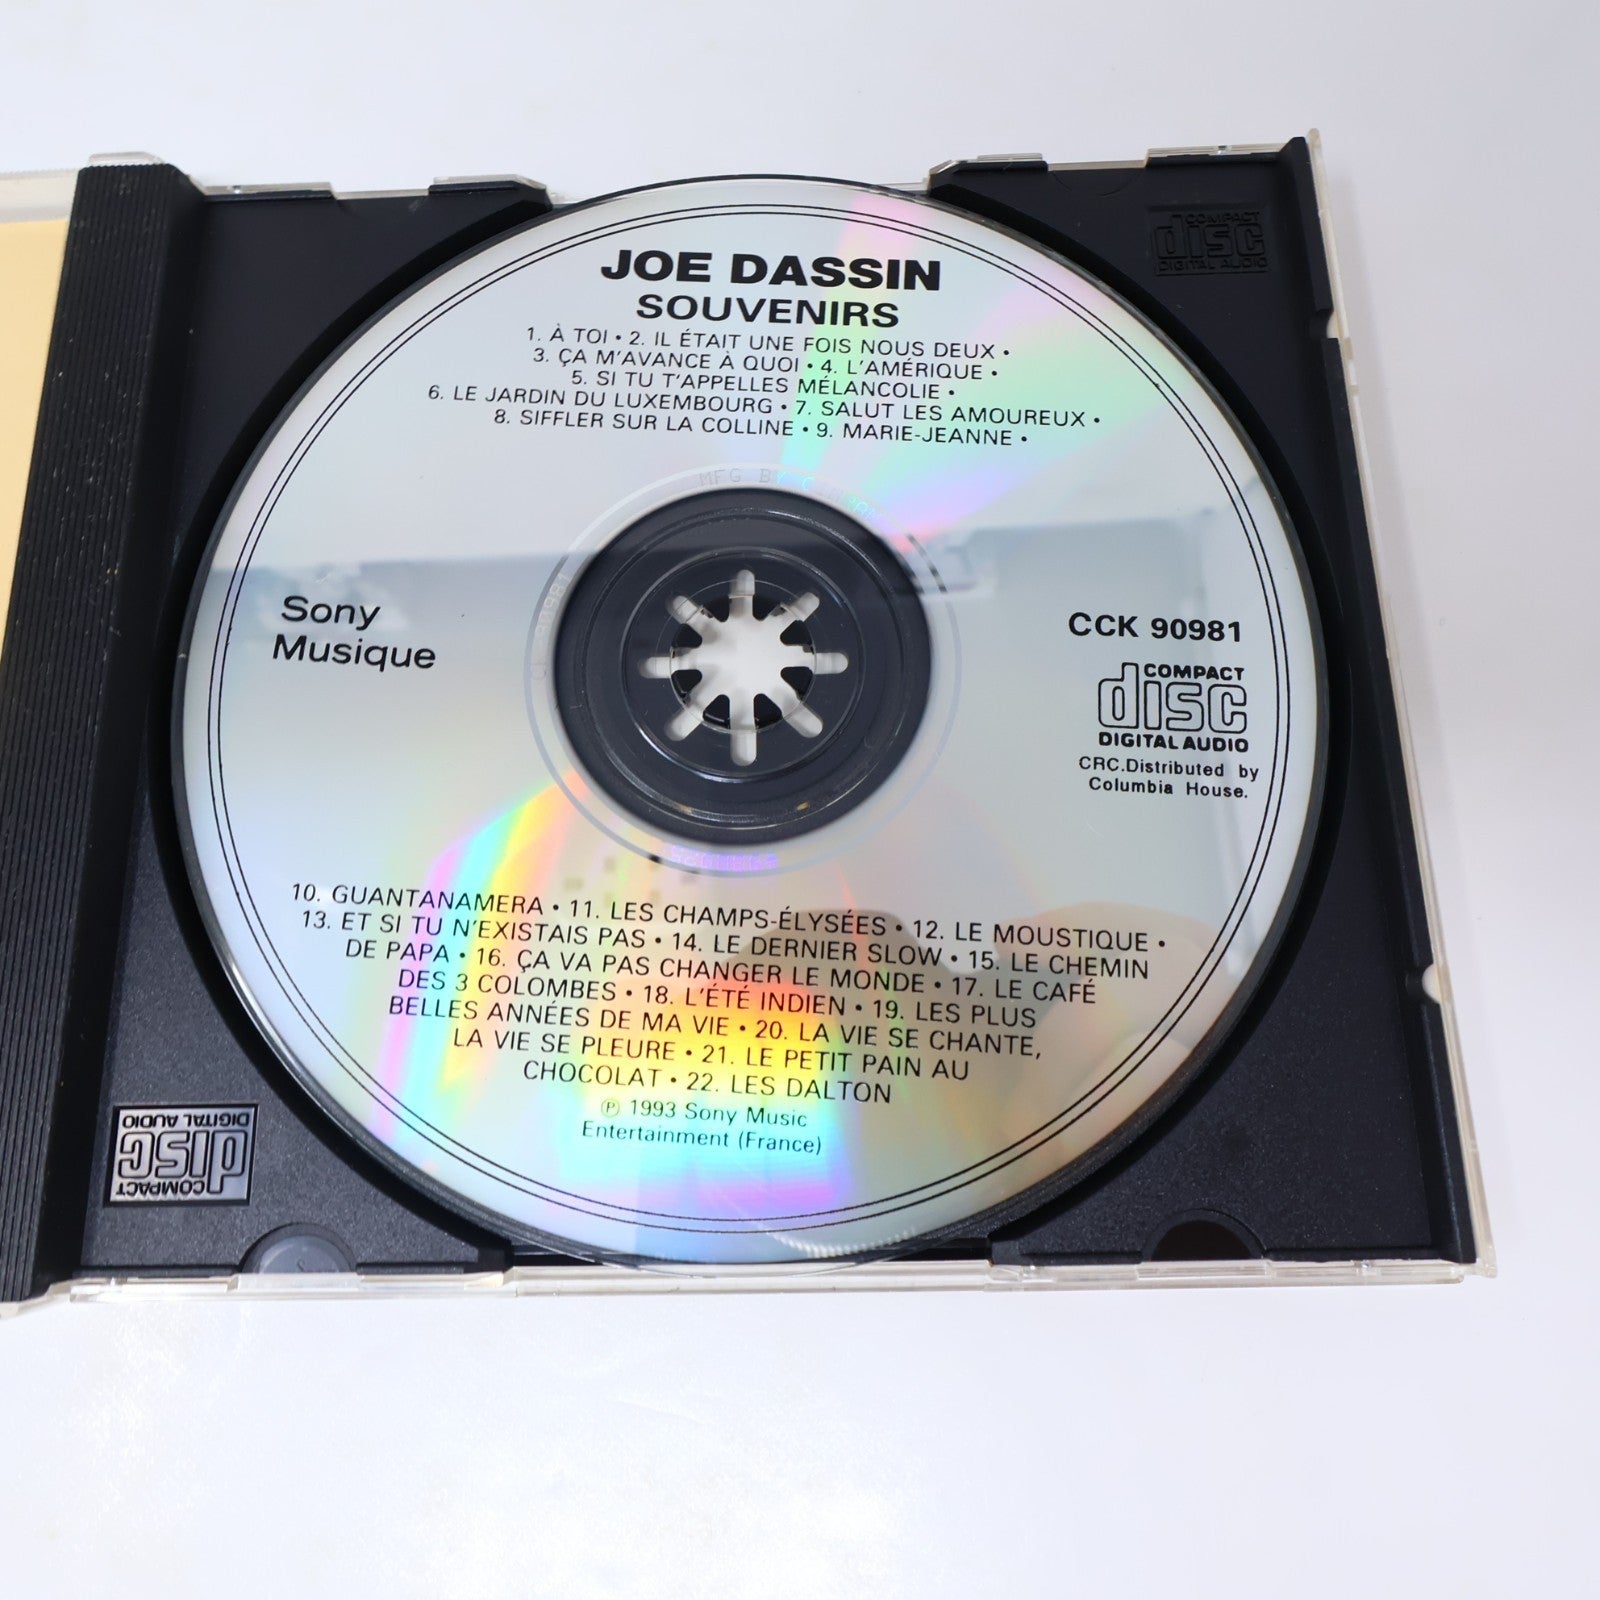 JOE DASSIN
SOUVENIRS
1. À TOI • 2. IL ÉTAIT UNE FOIS NOUS DEUX •
3. ÇA M'AVANCE À QUOI • 4. L'AMÉRIQUE •
5. SI TU T'APPELLES MÉLANCOLIE •
6. LE JARDIN DU LUXEMBOURG • 7. SALUT LES AMOUREUX •
8. SIFFLER SUR LA COLLINE • 9. MARIE-JEANNE •
MFG BY
Sony
Musique
CCK 90981
COMPACT
disc
DIGITAL AUDIO
CRC.Distributed by
Columbia House.
10. GUANTANAMERA • 11. LES CHAMPS-ÉLYSÉES • 12. LE MOUSTIQUE •
13. ET SI TU N'EXISTAIS PAS • 14. LE DERNIER SLOW • 15. LE CHEMIN
DE PAPA • 16. ÇA VA PAS CHANGER LE MONDE • 17. LE CAFÉ
DES 3 COLOMBES • 18. L'ÉTÉ INDIEN • 19. LES PLUS
BELLES ANNÉES DE MA VIE • 20. LA VIE SE CHANTE,
LA VIE SE PLEURE • 21. LE PETIT PAIN AU
CHOCOLAT • 22. LES DALTON
℗ 1993 Sony Music
Entertainment (France)
COMPACT
disc
DIGITAL AUDIO
COMPACT
disc
DIGITAL AUDIO